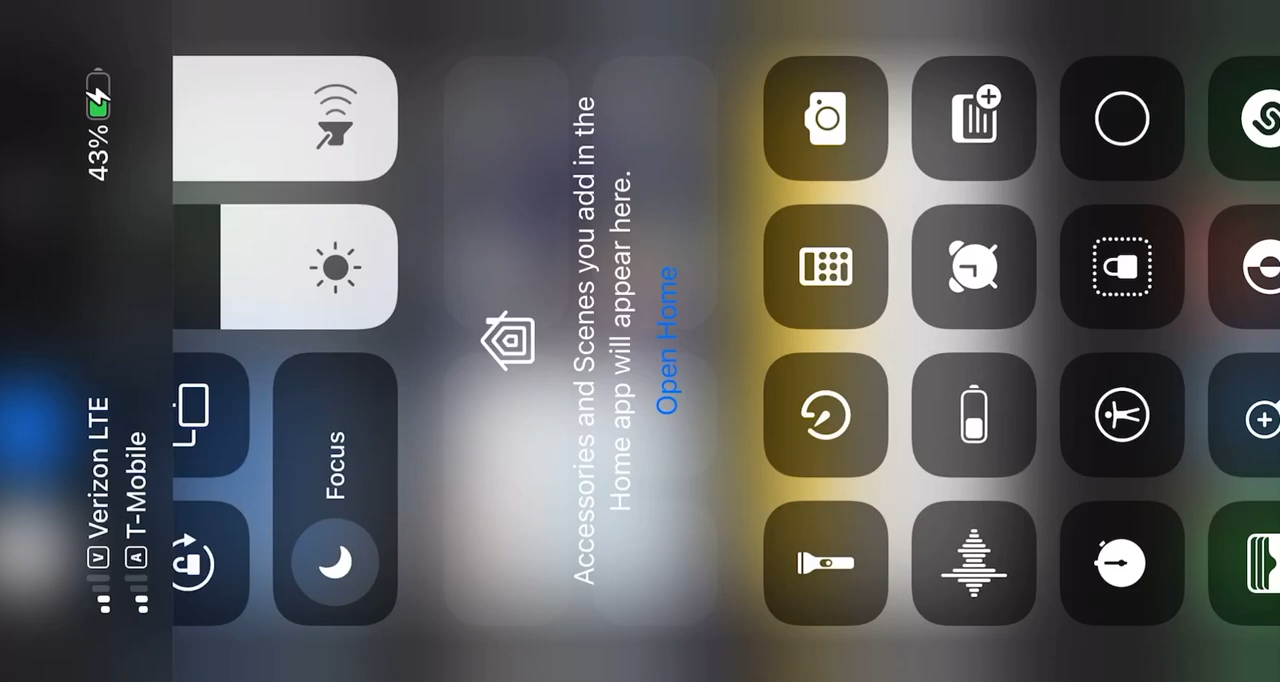 V Verizon LTE
43%
A T-Mobile
Focus
Accessories and Scenes you add in the
Home app will appear here.
Open Home